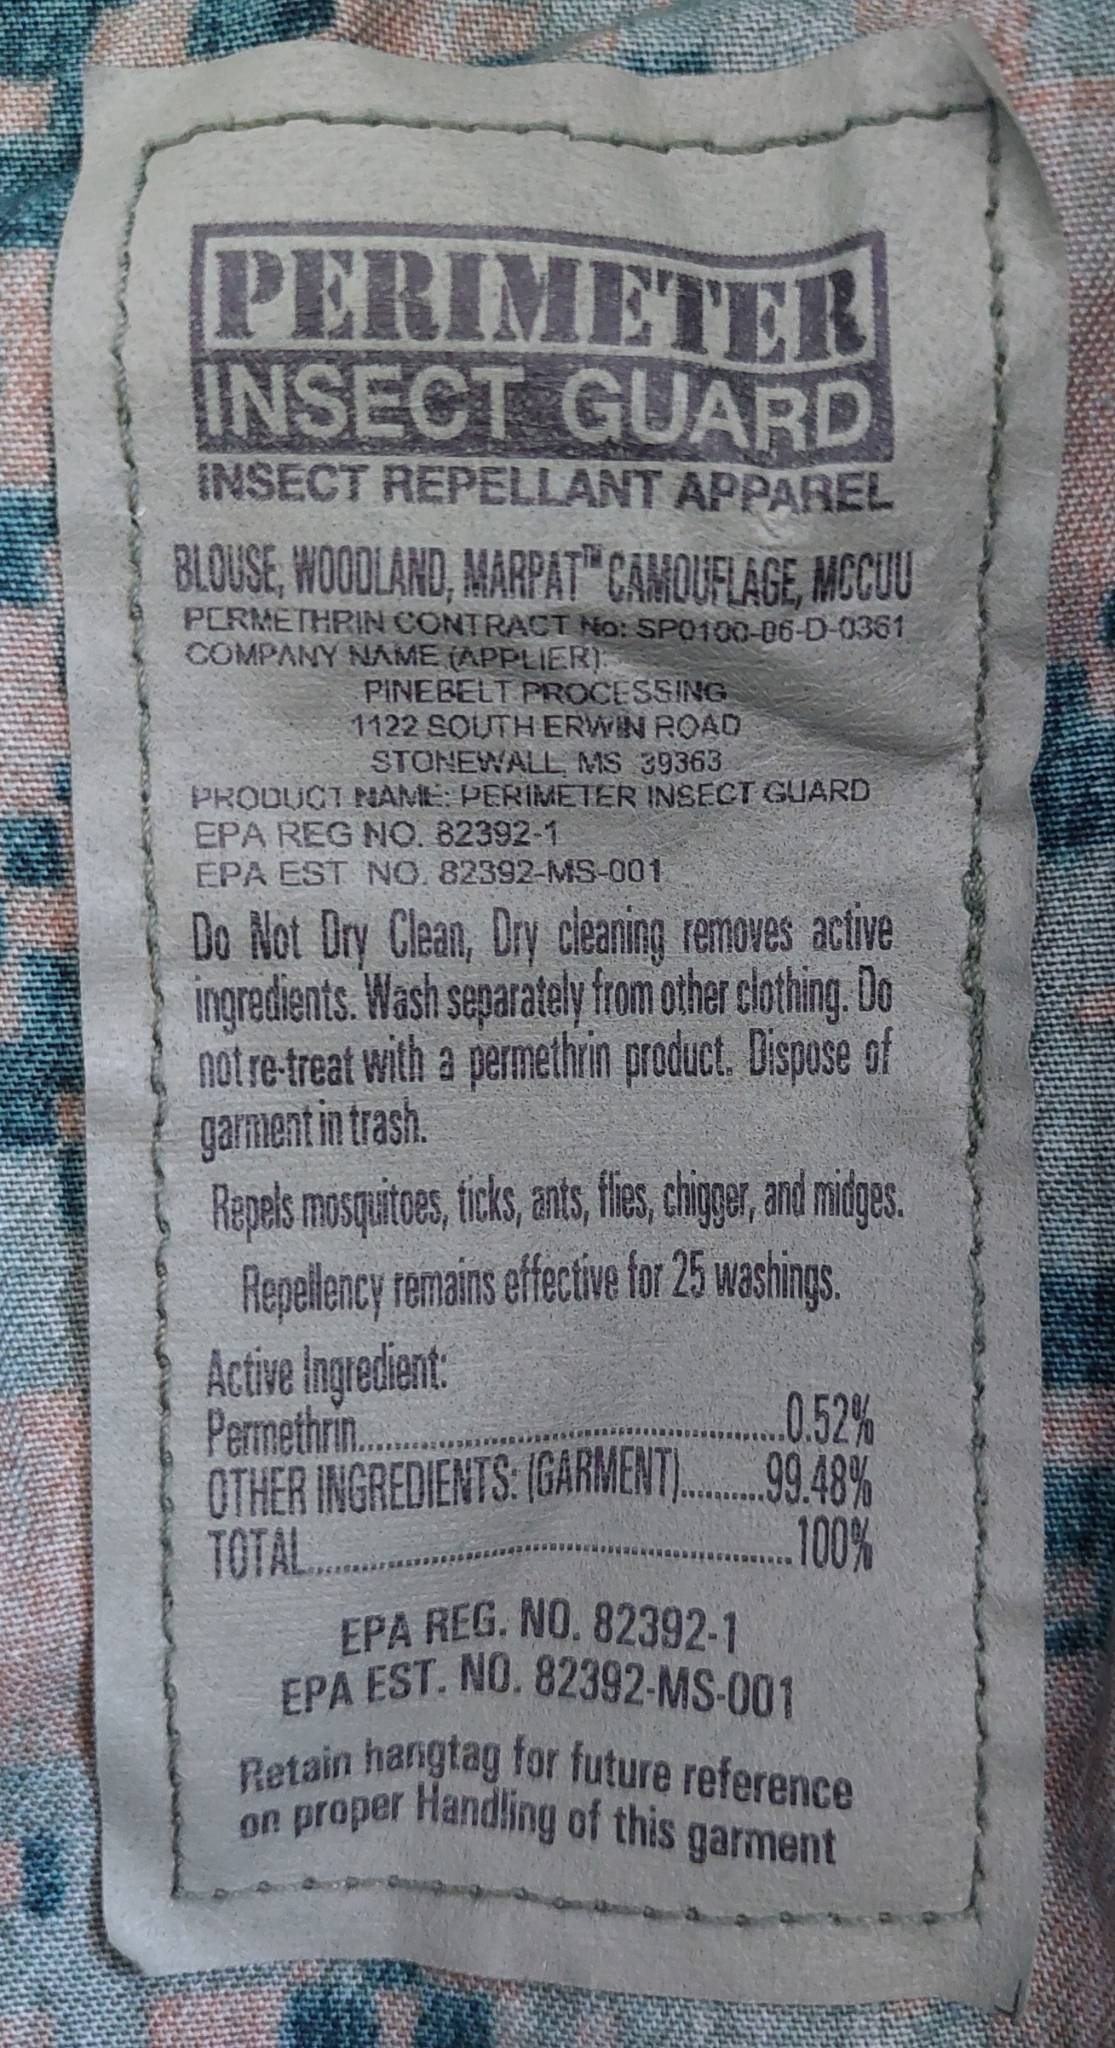 PERIMETER
INSECT GUARD
INSECT REPELLANT APPAREL
BLOUSE, WOODLAND, MARPAT™ CAMOUFLAGE, MCCUU
PERMETHRIN CONTRACT No: SP0100-06-D-0361
COMPANY NAME (APPLIER):
PINEBELT PROCESSING
1122 SOUTH ERWIN ROAD
STONEWALL, MS 39363
PRODUCT NAME: PERIMETER INSECT GUARD
EPA REG NO. 82392-1
EPA EST NO. 82392-MS-001
Do Not Dry Clean, Dry cleaning removes active
ingredients. Wash separately from other clothing. Do
not re-treat with a permethrin product. Dispose of
garment in trash.
Repels mosquitoes, ticks, ants, flies, chigger, and midges.
Repellency remains effective for 25 washings.
Active Ingredient:
Permethrin..........................................................0.52%
OTHER INGREDIENTS: (GARMENT)...........99.48%
TOTAL..................................................................100%
EPA REG. NO. 82392-1
EPA EST. NO. 82392-MS-001
Retain hangtag for future reference
on proper Handling of this garment